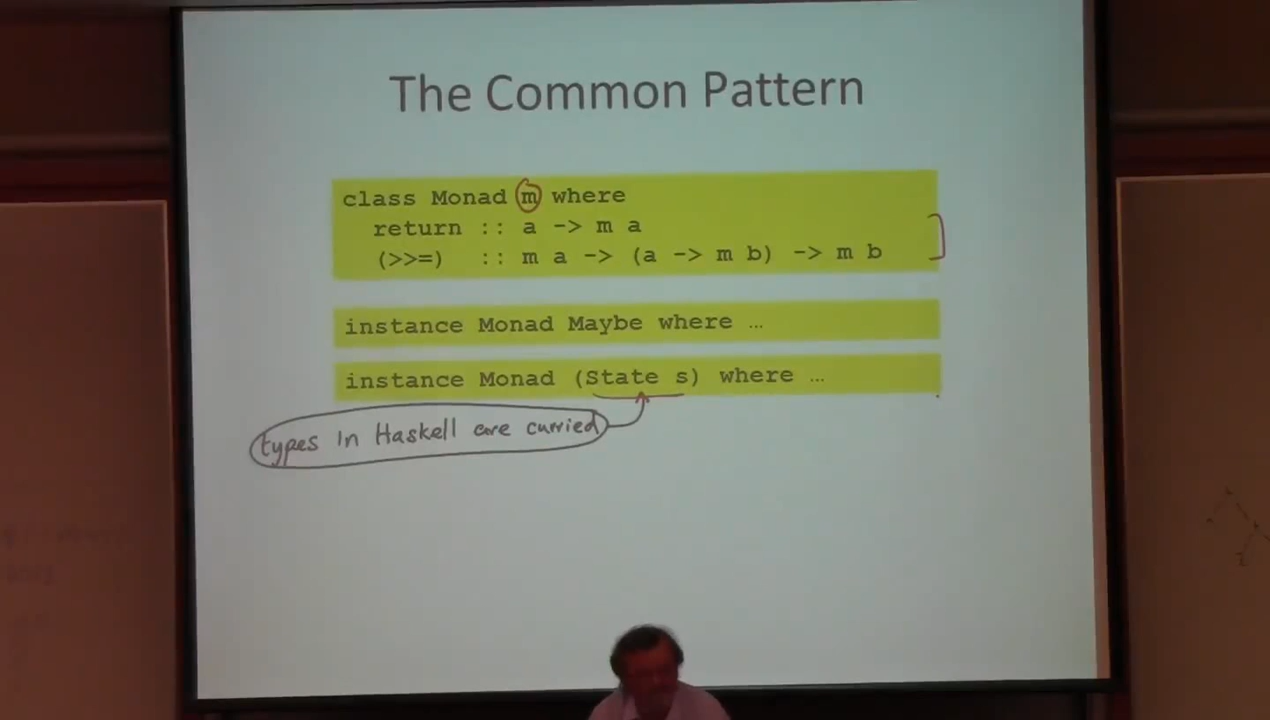 The Common Pattern
class Monad m where
return :: a -> m a
(>>=) :: m a -> (a -> m b) -> m b
instance Monad Maybe where …
instance Monad (State s) where …
types in Haskell are curried